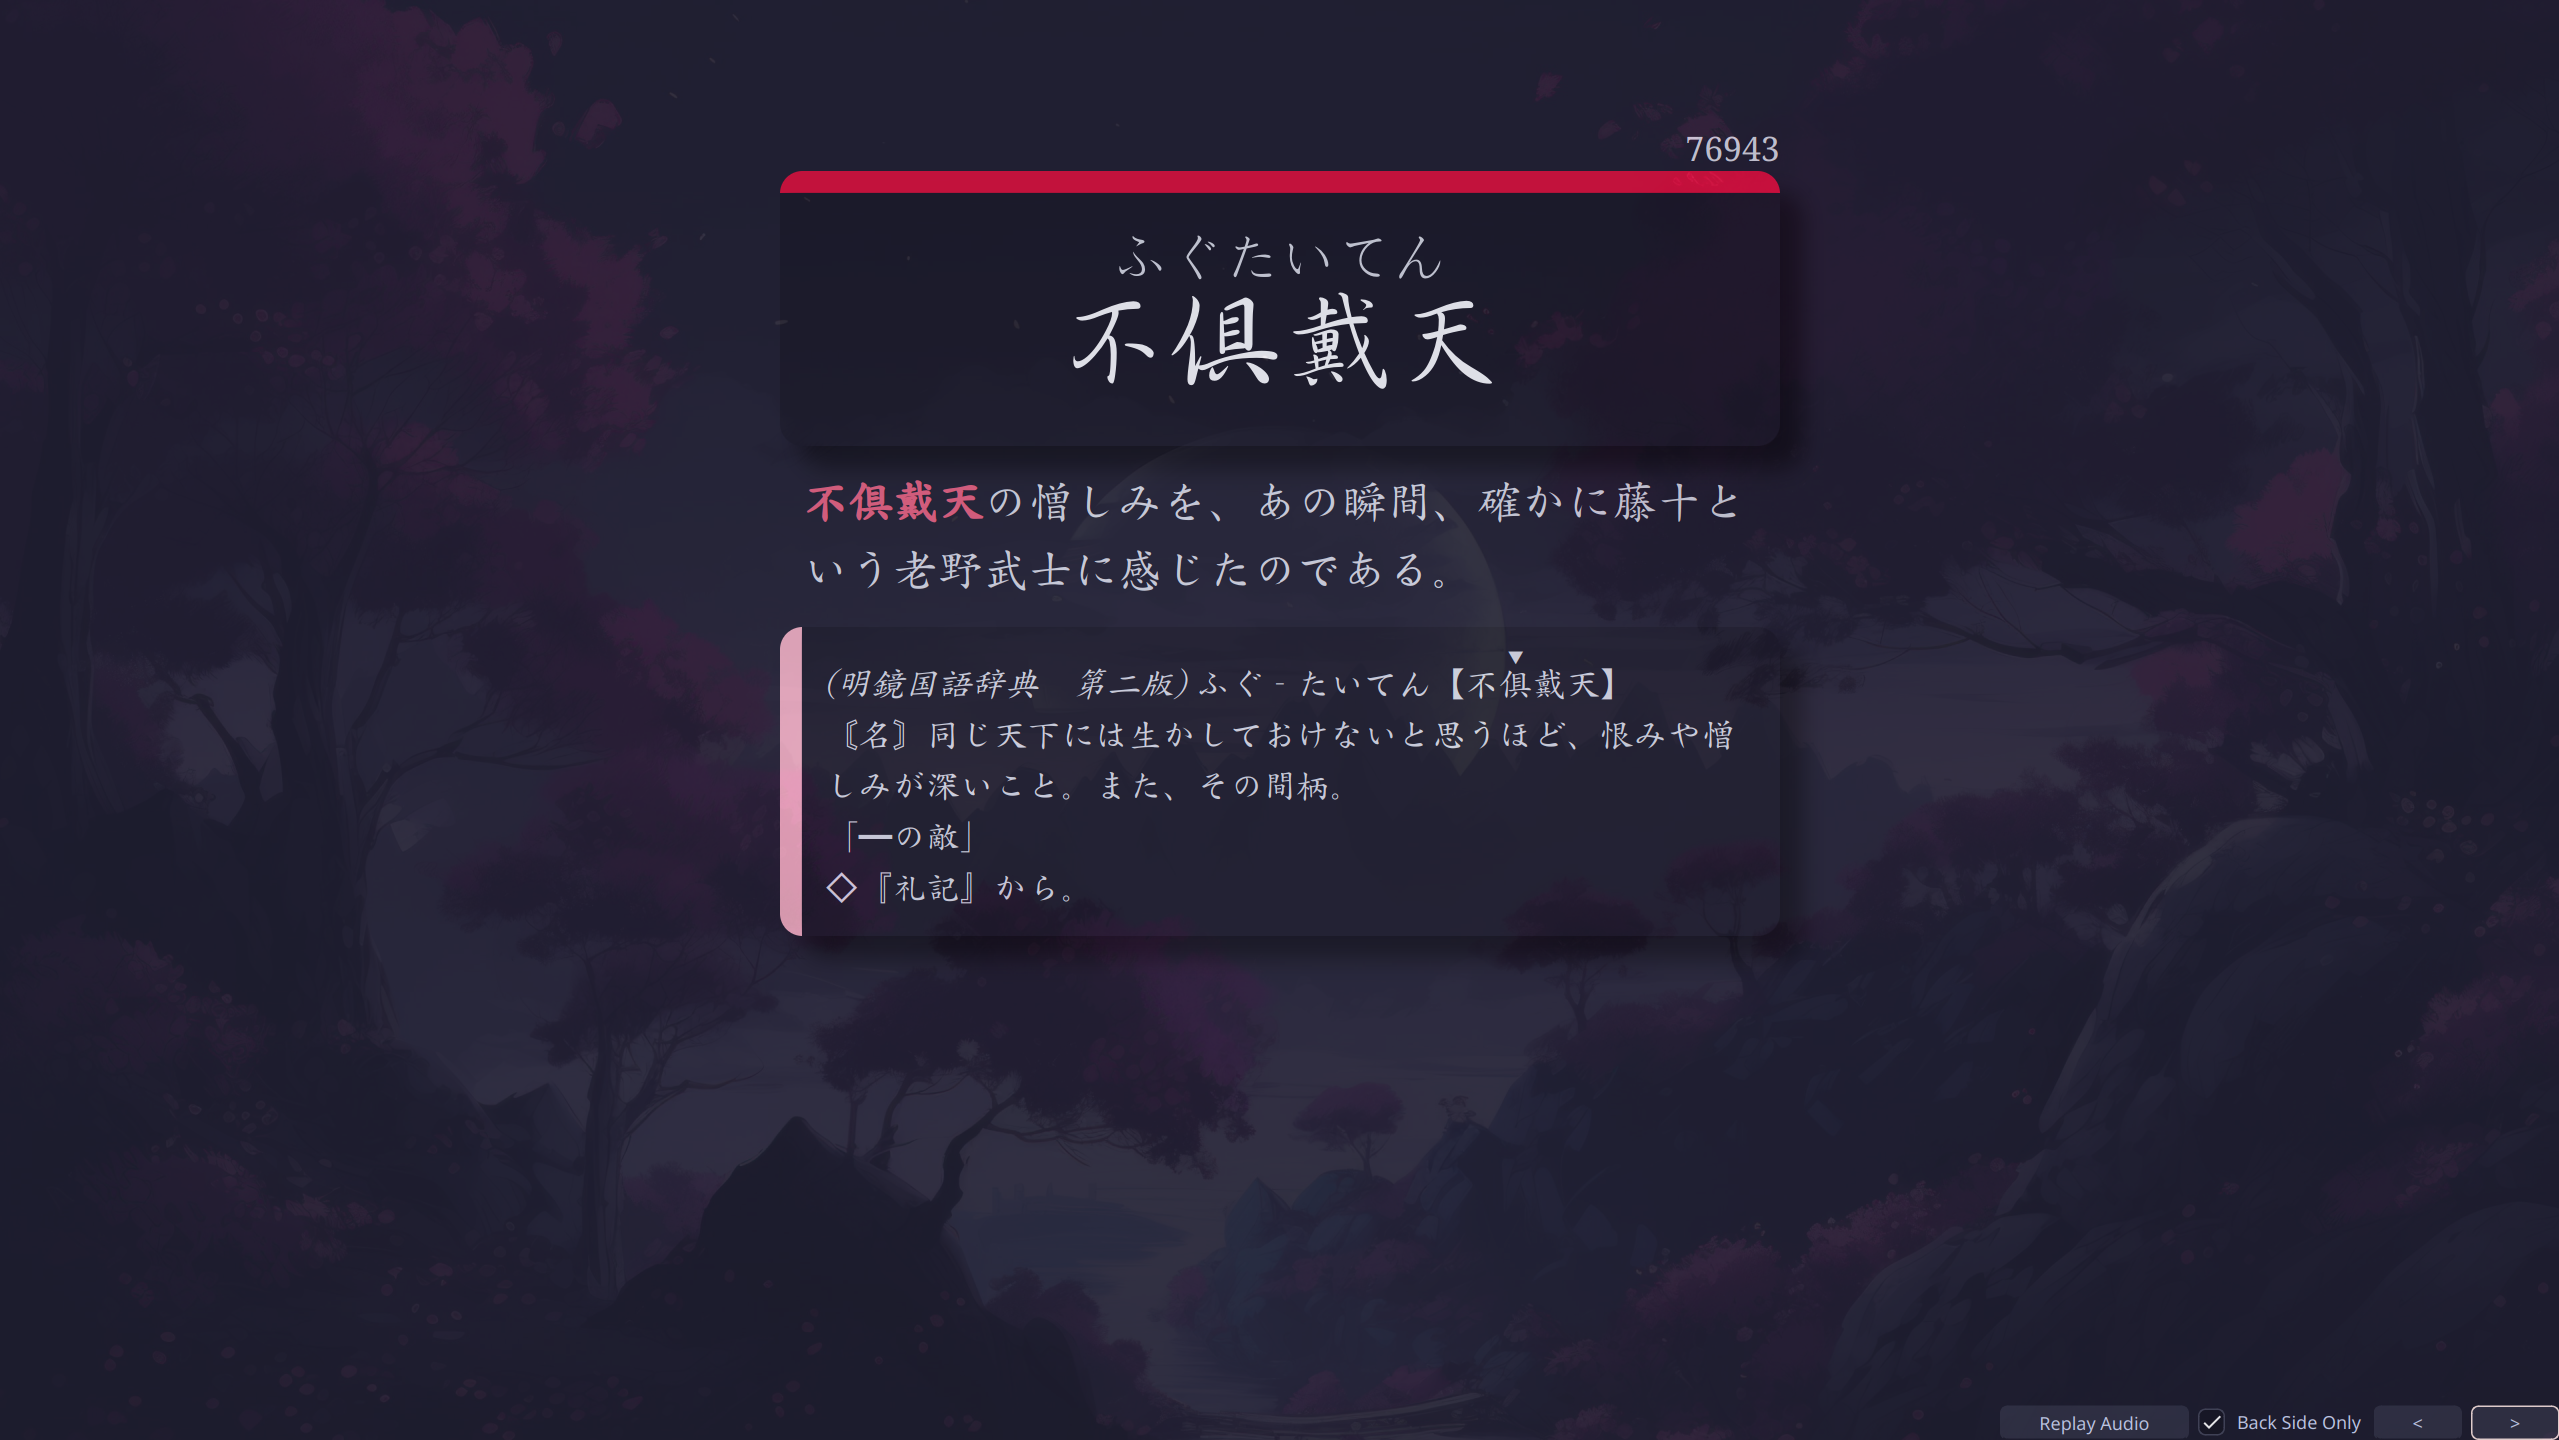 76943
ふぐたいてん
不倶戴天
不倶戴天の憎しみを、あの瞬間、確かに藤十と
いう老野武士に感じたのである。
(明鏡国語辞典　第二版)ふぐ‐たいてん【不▼倶戴天】
〘名〙同じ天下には生かしておけないと思うほど、恨みや憎
しみが深いこと。また、その間柄。
「━の敵」
◇『礼記』から。
Replay Audio
Back Side Only
<
>